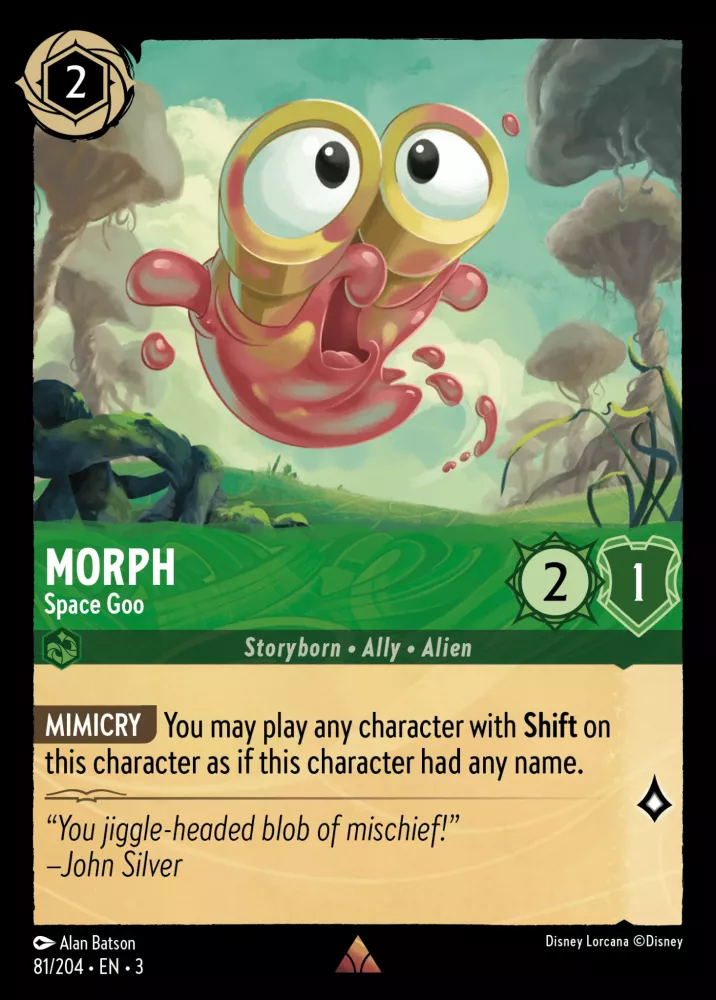 2
MORPH
Space Goo
2
1
Storyborn • Ally • Alien
MIMICRY You may play any character with Shift on
this character as if this character had any name.
“You jiggle-headed blob of mischief!”
–John Silver
Alan Batson
Disney Lorcana ©Disney
81/204 • EN • 3